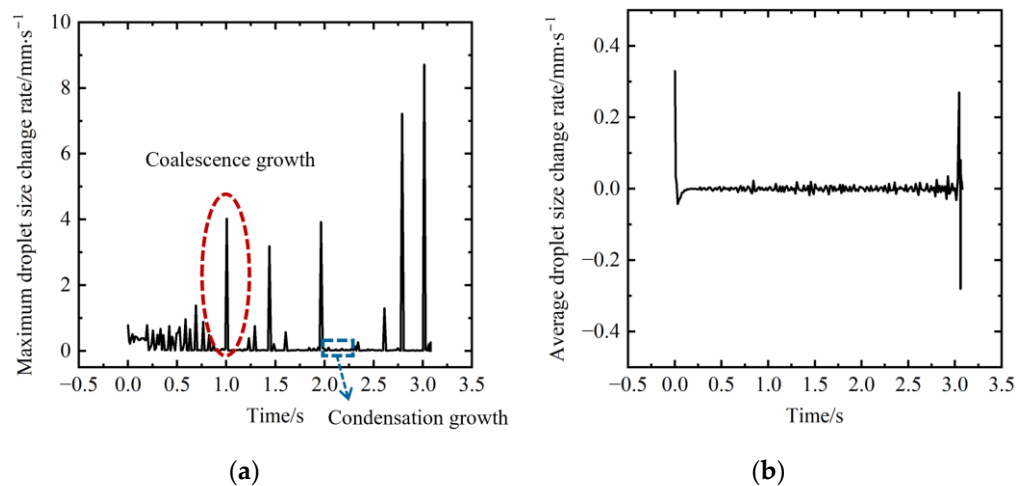 Maximum droplet size change rate/mm·s⁻¹
10
8
6
4
2
0
Coalescence growth
−0.5 0.0 0.5 1.0 1.5 2.0 2.5 3.0 3.5
Time/s
Condensation growth
(a)
Average droplet size change rate/mm·s⁻¹
0.4
0.2
0.0
−0.2
−0.4
−0.5 0.0 0.5 1.0 1.5 2.0 2.5 3.0 3.5
Time/s
(b)